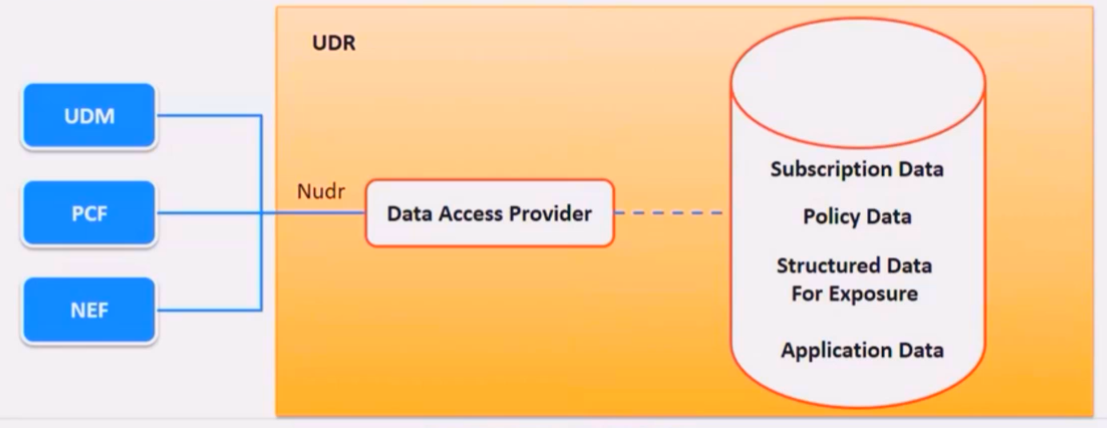 UDR
UDM
PCF
NEF
Nudr
Data Access Provider
Subscription Data
Policy Data
Structured Data
For Exposure
Application Data